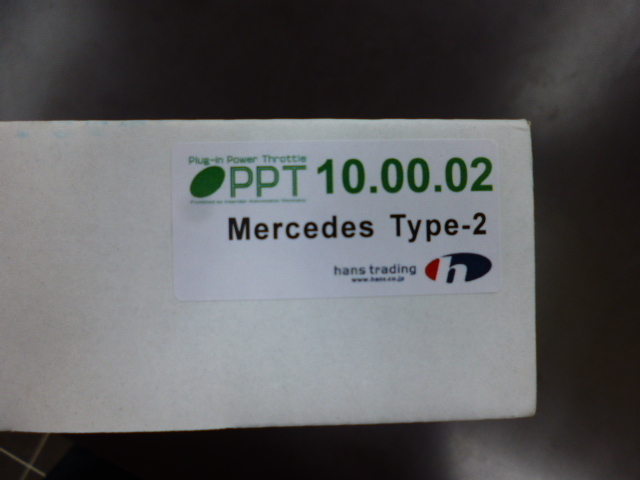 Plug-in Power Throttle
PPT 10.00.02
Mercedes Type-2
hans trading h
www.hans.co.jp